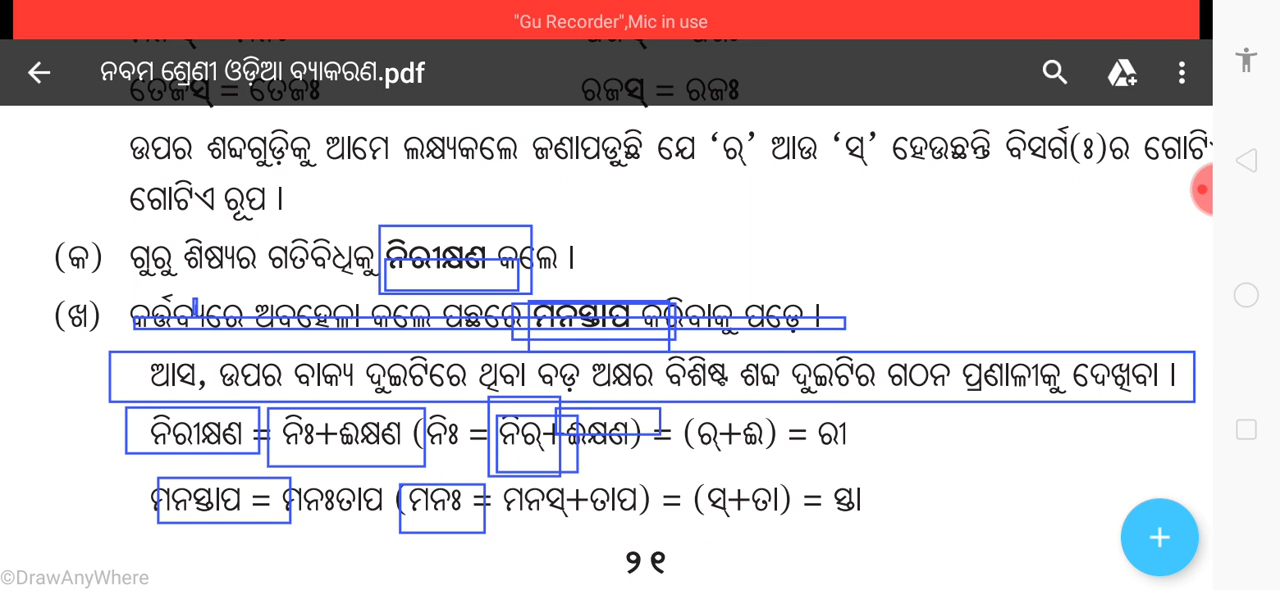 "Gu Recorder",Mic in use
ନବମ ଶ୍ରେଣୀ ଓଡ଼ିଆ ବ୍ୟାକରଣ.pdf
ତେଜସ୍ = ତେଜଃ ରଜସ୍ = ରଜଃ
ଉପର ଶବ୍ଦଗୁଡ଼ିକୁ ଆମେ ଲକ୍ଷ୍ୟକଲେ ଜଣାପଡୁଛି ଯେ ‘ର୍’ ଆଉ ‘ସ୍’ ହେଉଛନ୍ତି ବିସର୍ଗ(ଃ)ର
ଗୋଟିଏ ରୂପ ।
(କ) ଗୁରୁ ଶିଷ୍ୟର ଗତିବିଧିକୁ ନିରୀକ୍ଷଣ କଲେ ।
(ଖ) କର୍ତ୍ତବ୍ୟରେ ଅବହେଳା କଲେ ପଛରେ ମନସ୍ତାପ କରିବାକୁ ପଡ଼େ ।
ଆସ, ଉପର ବାକ୍ୟ ଦୁଇଟିରେ ଥିବା ବଡ଼ ଅକ୍ଷର ବିଶିଷ୍ଟ ଶବ୍ଦ ଦୁଇଟିର ଗଠନ ପ୍ରଣାଳୀକୁ ଦେଖିବା ।
ନିରୀକ୍ଷଣ = ନିଃ+ଈକ୍ଷଣ (ନିଃ = ନିର୍+ଈକ୍ଷଣ) = (ର୍+ଈ) = ରୀ
ମନସ୍ତାପ = ମନଃତାପ (ମନଃ = ମନସ୍+ତାପ) = (ସ୍+ତା) = ସ୍ତା
୨୧
©DrawAnyWhere